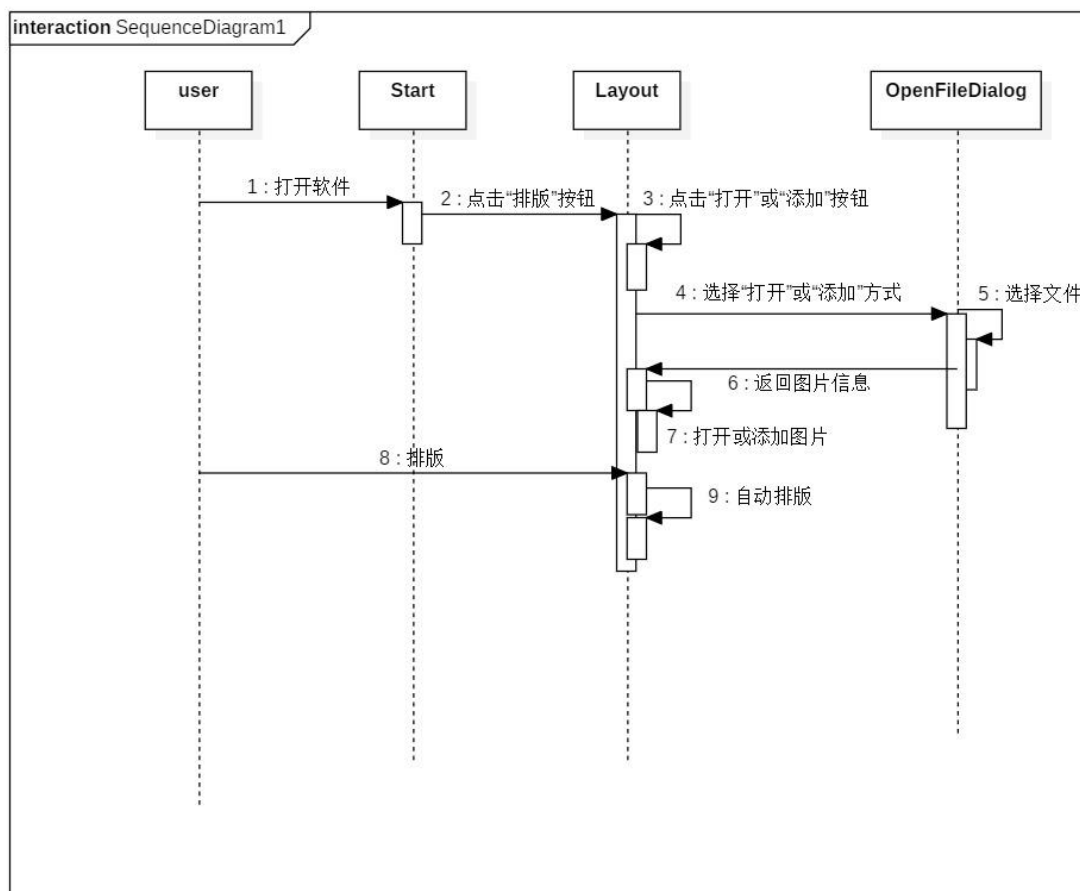 interaction SequenceDiagram1
user
Start
Layout
OpenFileDialog
1 : 打开软件
2 : 点击“排版”按钮
3 : 点击“打开”或“添加”按钮
4 : 选择“打开”或“添加”方式
5 : 选择文件
6 : 返回图片信息
7 : 打开或添加图片
8 : 排版
9 : 自动排版